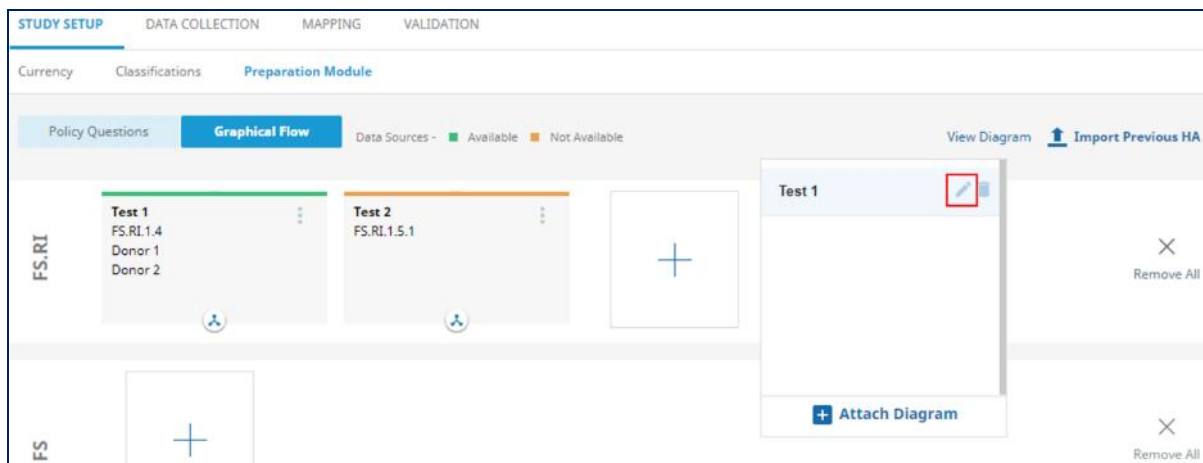 STUDY SETUP DATA COLLECTION MAPPING VALIDATION
Currency Classifications Preparation Module
Policy Questions Graphical Flow Data Sources - Available Not Available View Diagram Import Previous HA
FS.RI
Test 1
FS.RI.1.4
Donor 1
Donor 2
Test 2
FS.RI.1.5.1
Test 1
Attach Diagram
Remove All
FS
Remove All